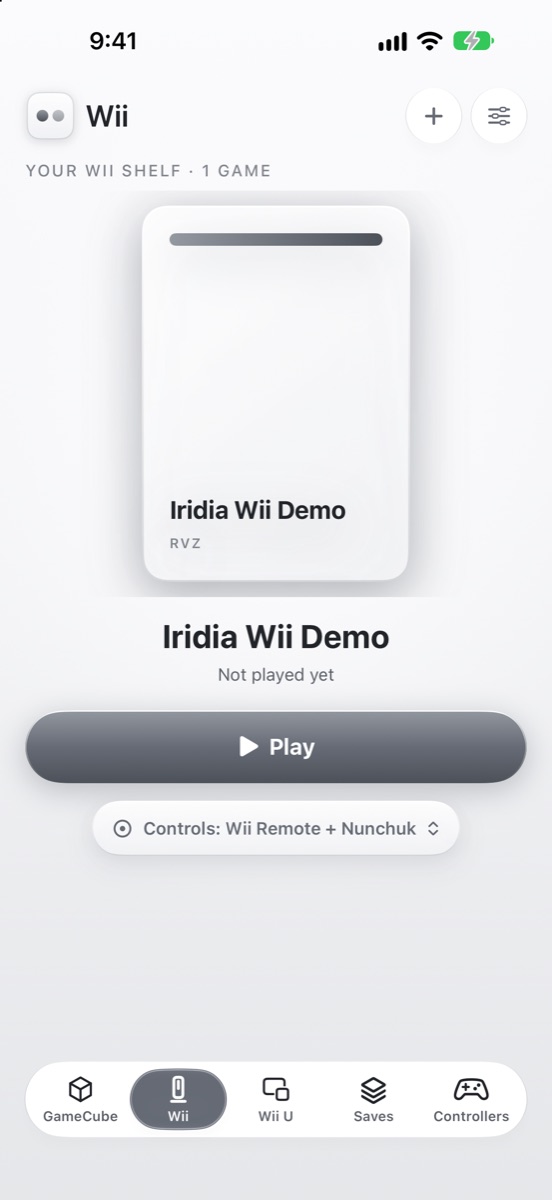 9:41
Wii
YOUR WII SHELF · 1 GAME
Iridia Wii Demo
RVZ
Iridia Wii Demo
Not played yet
Play
Controls: Wii Remote + Nunchuk
GameCube
Wii
Wii U
Saves
Controllers